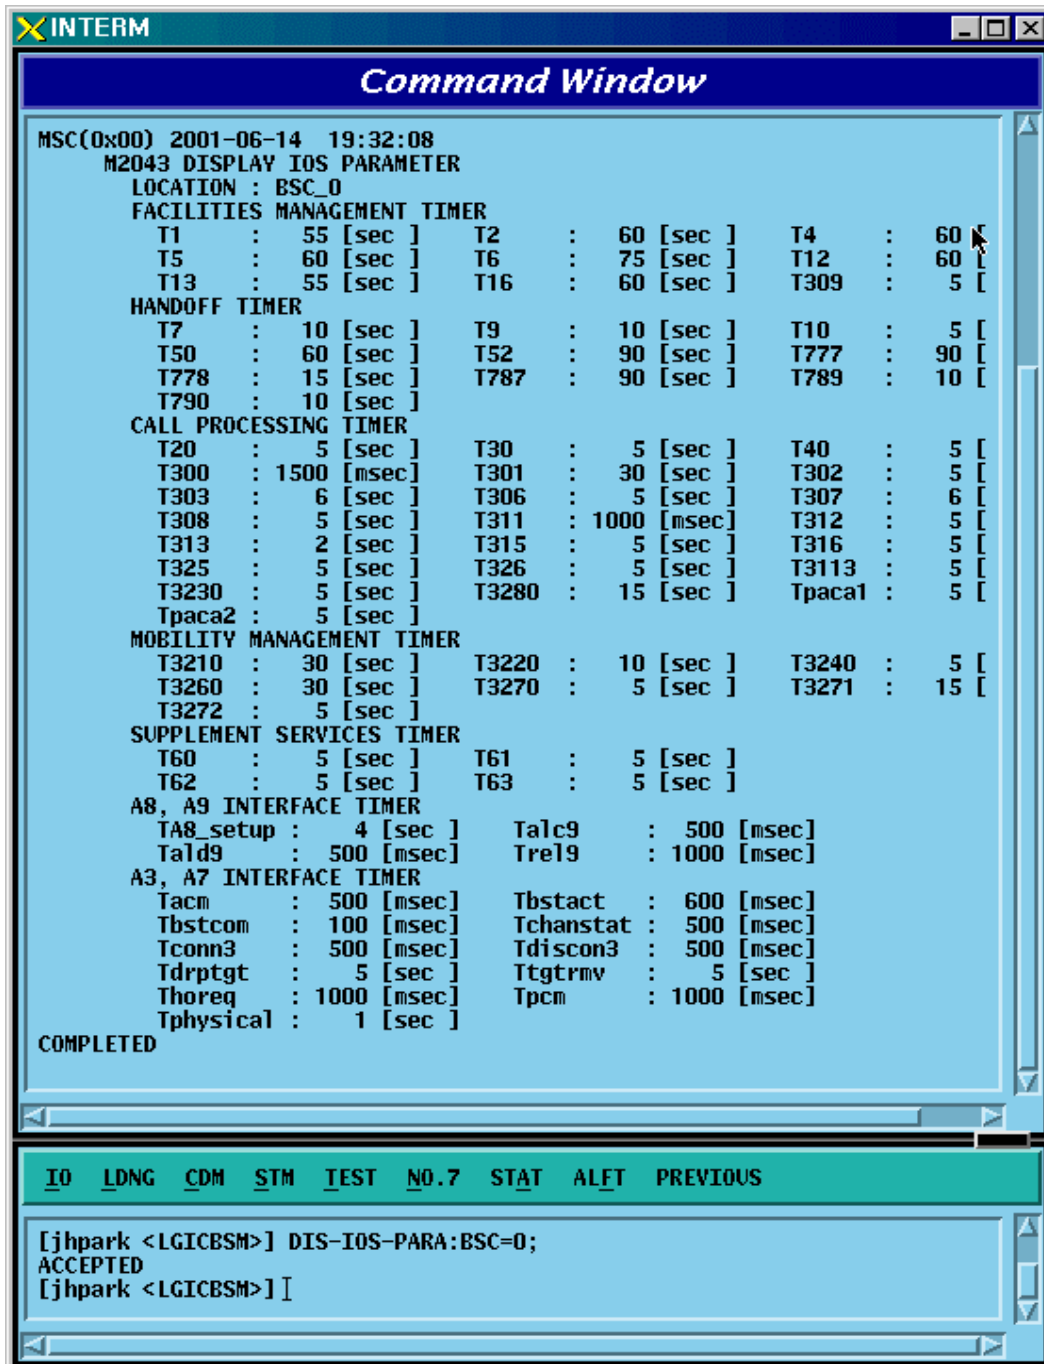 INTERM
Command Window
MSC(0x00) 2001-06-14 19:32:08
M2043 DISPLAY IOS PARAMETER
LOCATION : BSC_0
FACILITIES MANAGEMENT TIMER
T1 : 55 [sec ] T2 : 60 [sec ] T4 : 60 [
T5 : 60 [sec ] T6 : 75 [sec ] T12 : 60 [
T13 : 55 [sec ] T16 : 60 [sec ] T309 : 5 [
HANDOFF TIMER
T7 : 10 [sec ] T9 : 10 [sec ] T10 : 5 [
T50 : 60 [sec ] T52 : 90 [sec ] T777 : 90 [
T778 : 15 [sec ] T787 : 90 [sec ] T789 : 10 [
T790 : 10 [sec ]
CALL PROCESSING TIMER
T20 : 5 [sec ] T30 : 5 [sec ] T40 : 5 [
T300 : 1500 [msec] T301 : 30 [sec ] T302 : 5 [
T303 : 6 [sec ] T306 : 5 [sec ] T307 : 6 [
T308 : 5 [sec ] T311 : 1000 [msec] T312 : 5 [
T313 : 2 [sec ] T315 : 5 [sec ] T316 : 5 [
T325 : 5 [sec ] T326 : 5 [sec ] T3113 : 5 [
T3230 : 5 [sec ] T3280 : 15 [sec ] Tpaca1 : 5 [
Tpaca2 : 5 [sec ]
MOBILITY MANAGEMENT TIMER
T3210 : 30 [sec ] T3220 : 10 [sec ] T3240 : 5 [
T3260 : 30 [sec ] T3270 : 5 [sec ] T3271 : 15 [
T3272 : 5 [sec ]
SUPPLEMENT SERVICES TIMER
T60 : 5 [sec ] T61 : 5 [sec ]
T62 : 5 [sec ] T63 : 5 [sec ]
A8, A9 INTERFACE TIMER
TA8_setup : 4 [sec ] Talc9 : 500 [msec]
Tald9 : 500 [msec] Trel9 : 1000 [msec]
A3, A7 INTERFACE TIMER
Tacm : 500 [msec] Tbstact : 600 [msec]
Tbstcom : 100 [msec] Tchanstat : 500 [msec]
Tconn3 : 500 [msec] Tdiscon3 : 500 [msec]
Tdrptgt : 5 [sec ] Ttgtrmv : 5 [sec ]
Thoreq : 1000 [msec] Tpcm : 1000 [msec]
Tphysical : 1 [sec ]
COMPLETED
IO LDNG CDM STM TEST NO.7 STAT ALFT PREVIOUS
[jhpark <LGICBSM>] DIS-IOS-PARA:BSC=0;
ACCEPTED
[jhpark <LGICBSM>]